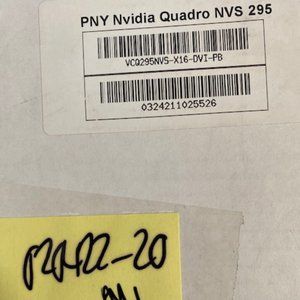 PNY Nvidia Quadro NVS 295
VCQ295NVS-X16-DVI-PB
0324211025526